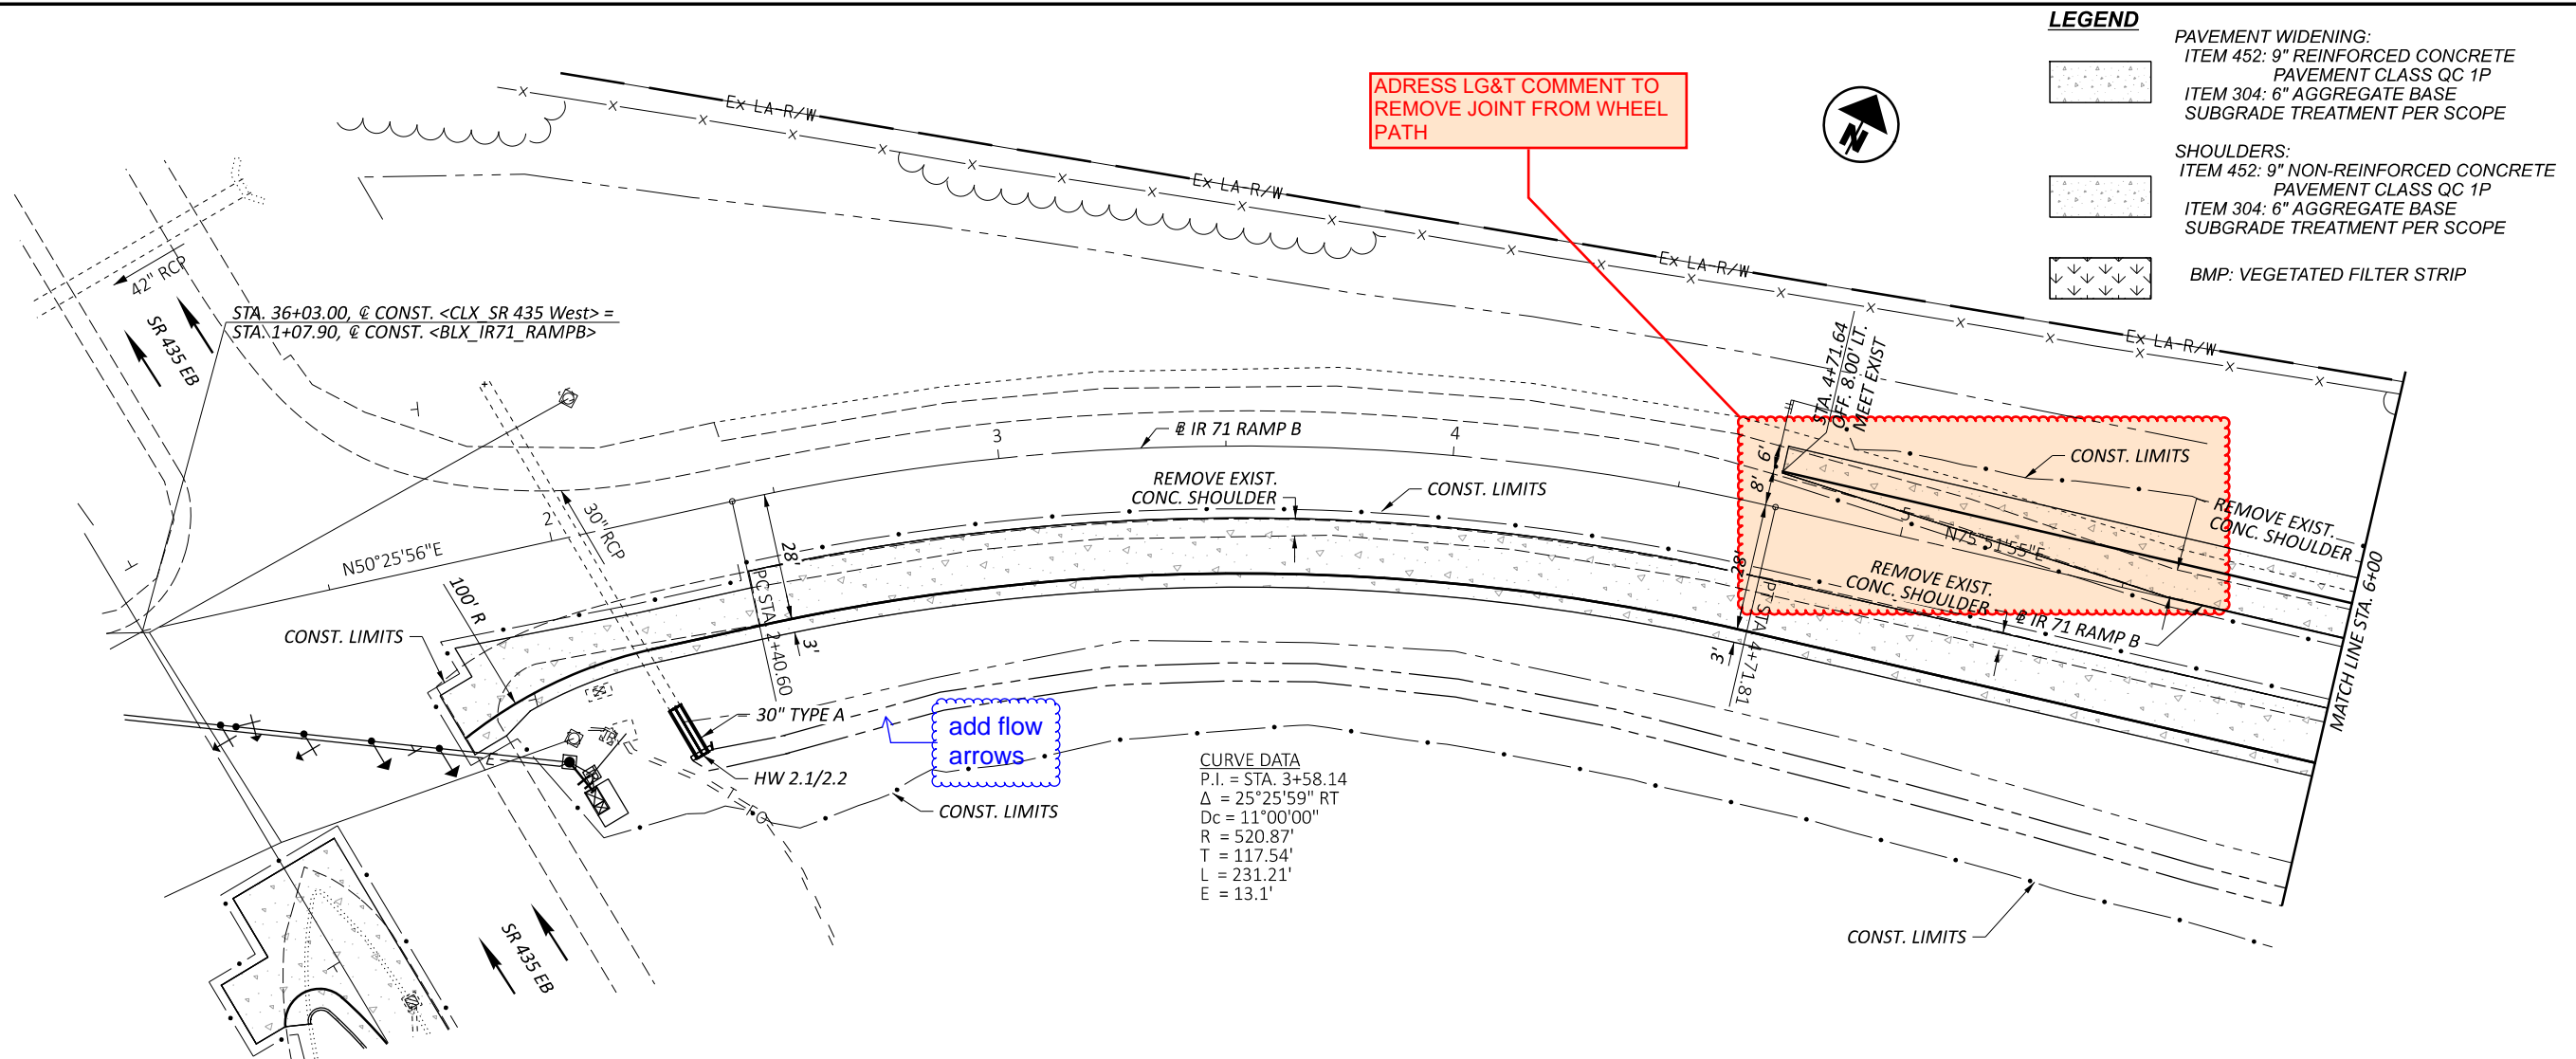 LEGEND
PAVEMENT WIDENING:
ITEM 452: 9" REINFORCED CONCRETE
PAVEMENT CLASS QC 1P
ITEM 304: 6" AGGREGATE BASE
SUBGRADE TREATMENT PER SCOPE
SHOULDERS:
ITEM 452: 9" NON-REINFORCED CONCRETE
PAVEMENT CLASS QC 1P
ITEM 304: 6" AGGREGATE BASE
SUBGRADE TREATMENT PER SCOPE
BMP: VEGETATED FILTER STRIP
ADRESS LG&T COMMENT TO
REMOVE JOINT FROM WHEEL
PATH
N
Ex LA-R/W
Ex LA-R/W
Ex LA-R/W
Ex LA-R/W
42" RCP
SR 435 EB
STA. 36+03.00, ℄ CONST. <CLX_SR 435 West> =
STA. 1+07.90, ℄ CONST. <BLX_IR71_RAMPB>
STA. 4+71.64
OFF. 8.00' LT.
MEET EXIST
℄ IR 71 RAMP B
2
3
4
5
REMOVE EXIST.
CONC. SHOULDER
CONST. LIMITS
CONST. LIMITS
6'
8'
28'
REMOVE EXIST.
CONC. SHOULDER
N75°51'55"E
REMOVE EXIST.
CONC. SHOULDER
℄ IR 71 RAMP B
MATCH LINE STA. 6+00
30" RCP
N50°25'56"E
28'
100' R
PC STA. 2+40.60
3'
CONST. LIMITS
PT STA. 4+71.81
3'
30" TYPE A
HW 2.1/2.2
add flow
arrows
CONST. LIMITS
E
CURVE DATA
P.I. = STA. 3+58.14
Δ = 25°25'59" RT
Dc = 11°00'00"
R = 520.87'
T = 117.54'
L = 231.21'
E = 13.1'
CONST. LIMITS
SR 435 EB